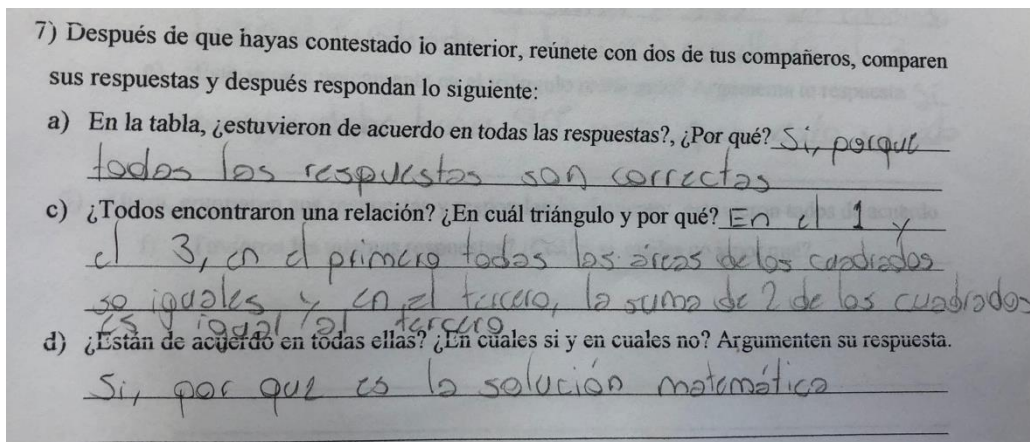 7) Después de que hayas contestado lo anterior, reúnete con dos de tus compañeros, comparen
sus respuestas y después respondan lo siguiente:
a) En la tabla, ¿estuvieron de acuerdo en todas las respuestas?, ¿Por qué? Si, porque
todas las respuestas son correctas
c) ¿Todos encontraron una relación? ¿En cuál triángulo y por qué? En el 1 y
el 3, en el primero todas las areas de los cuadrados
so iguales y en el tercero, la suma de 2 de los cuadrados
es igual al tercero
d) ¿Están de acuerdo en todas ellas? ¿En cuales si y en cuales no? Argumenten su respuesta.
Si, por que es la solución matemática